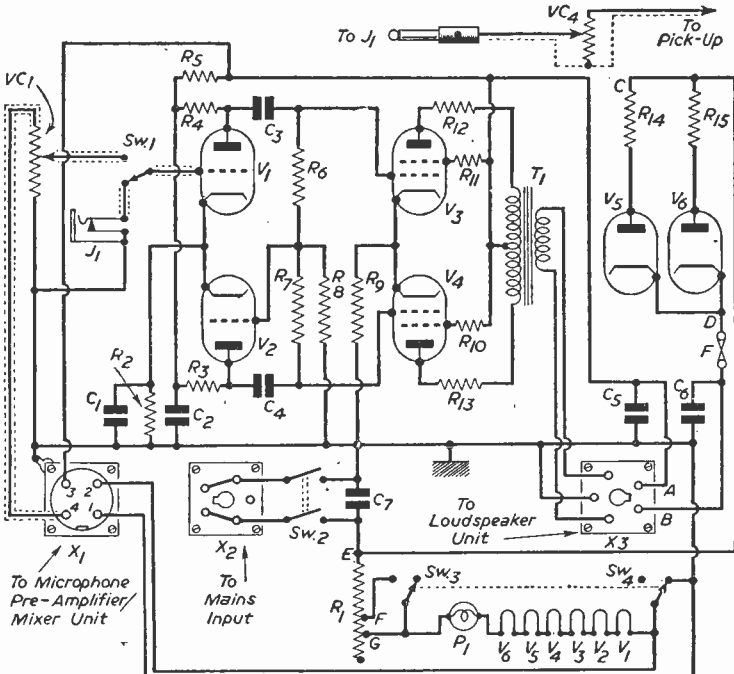 To J1
VC4
To
Pick-Up
R5
VC1
R4
C3
R12
C
R14
R15
Sw.1
V1
R6
R11
T1
V3
V5
V6
J1
R7
R8
R9
V4
V2
R10
D
R2
R3
F
C1
C2
C4
R13
C5
C6
3
2
4
1
C7
A
B
X1
X2
Sw.2
To
Loudspeaker
Unit
X3
To Microphone
Pre-Amplifier/
Mixer Unit
To
Mains
Input
E
Sw.3
Sw.4
R1
F
G
P1
V6
V5
V4
V3
V2
V1